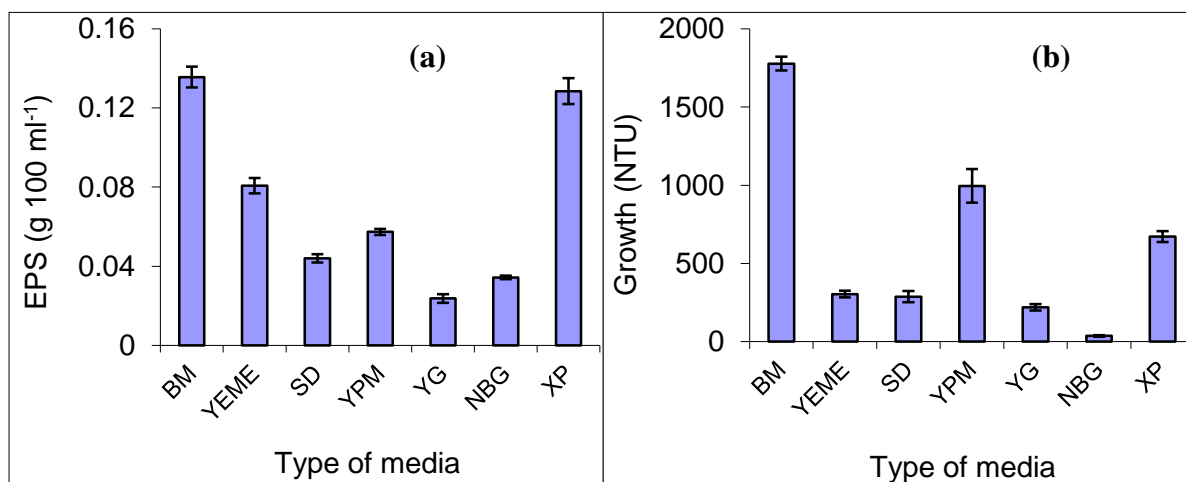 (a)
EPS (g 100 ml-1)
0.16
0.12
0.08
0.04
0
BM
YEME
SD
YPM
YG
NBG
XP
Type of media
(b)
Growth (NTU)
2000
1500
1000
500
0
BM
YEME
SD
YPM
YG
NBG
XP
Type of media